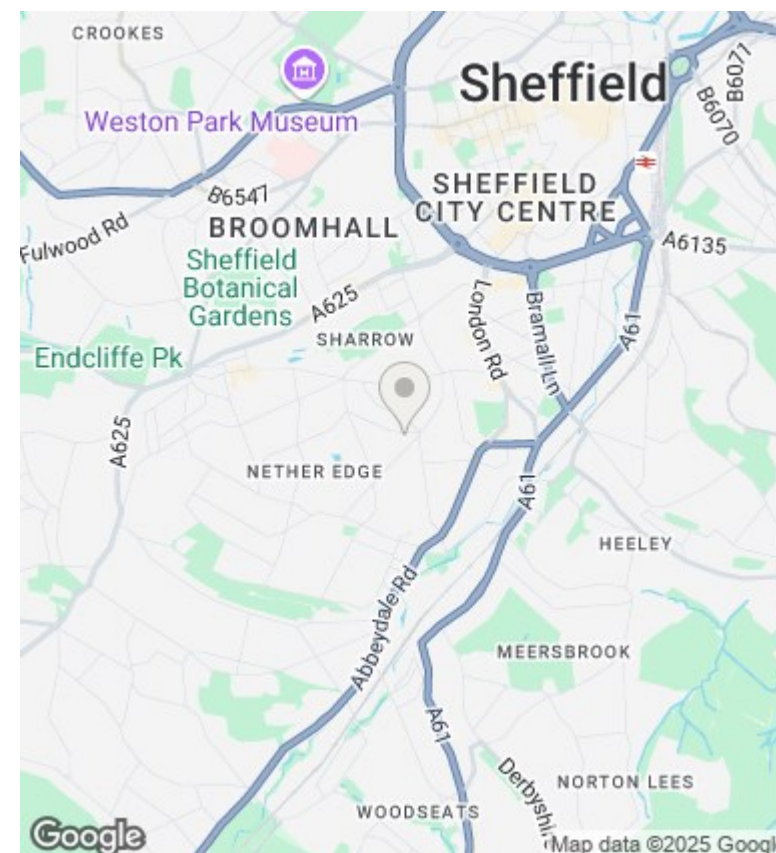 CROOKES
Sheffield
B6071
B6070
Weston Park Museum
B6547
SHEFFIELD
CITY CENTRE
BROOMHALL
Fulwood Rd
A6135
Sheffield
Botanical
Gardens
A625
London Rd
Bramall Ln
A61
SHARROW
Endcliffe Pk
A625
NETHER EDGE
A61
HEELEY
Abbeydale Rd
MEERSBROOK
A61
Derbyshir
NORTON LEES
WOODSEATS
Google
Map data ©2025 Googl